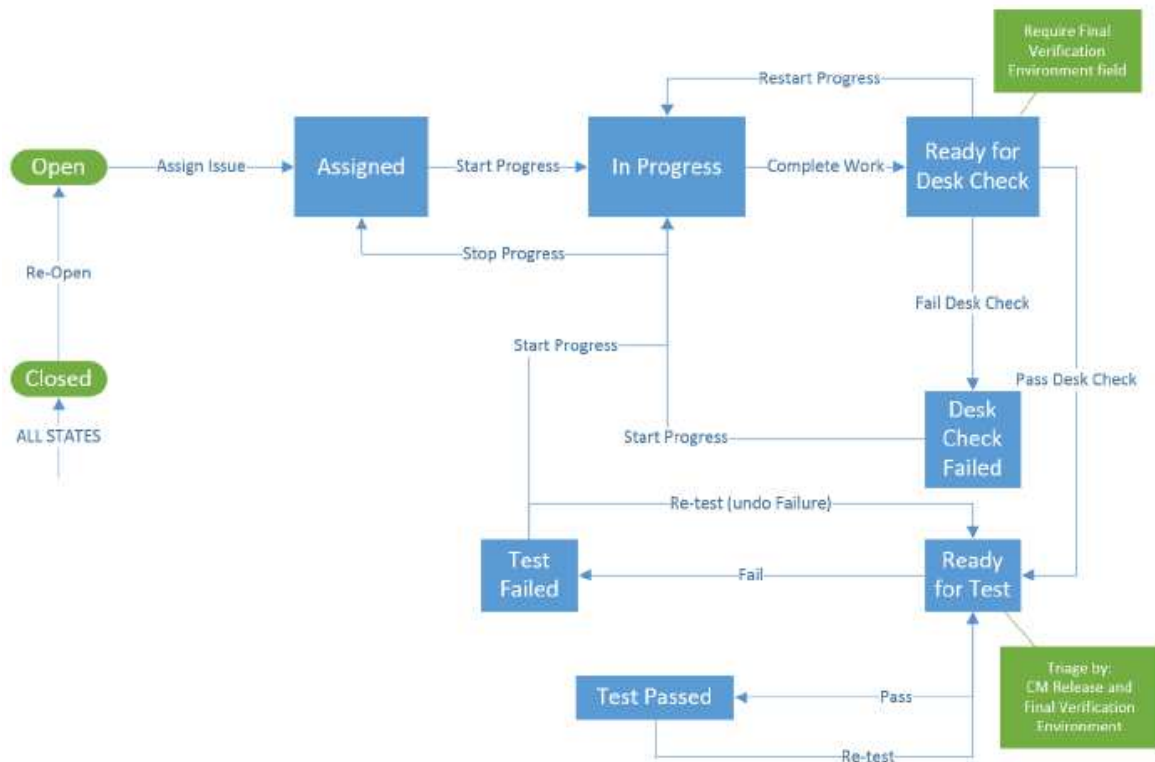 Require Final
Verification
Environment field
Restart Progress
Open
Assign Issue
Assigned
Start Progress
In Progress
Complete Work
Ready for
Desk Check
Stop Progress
Re-Open
Fail Desk Check
Start Progress
Closed
Pass Desk Check
ALL STATES
Start Progress
Desk
Check
Failed
Re-test (undo Failure)
Test
Failed
Fail
Ready
for Test
Test Passed
Pass
Triage by:
CM Release and
Final Verification
Environment
Re-test